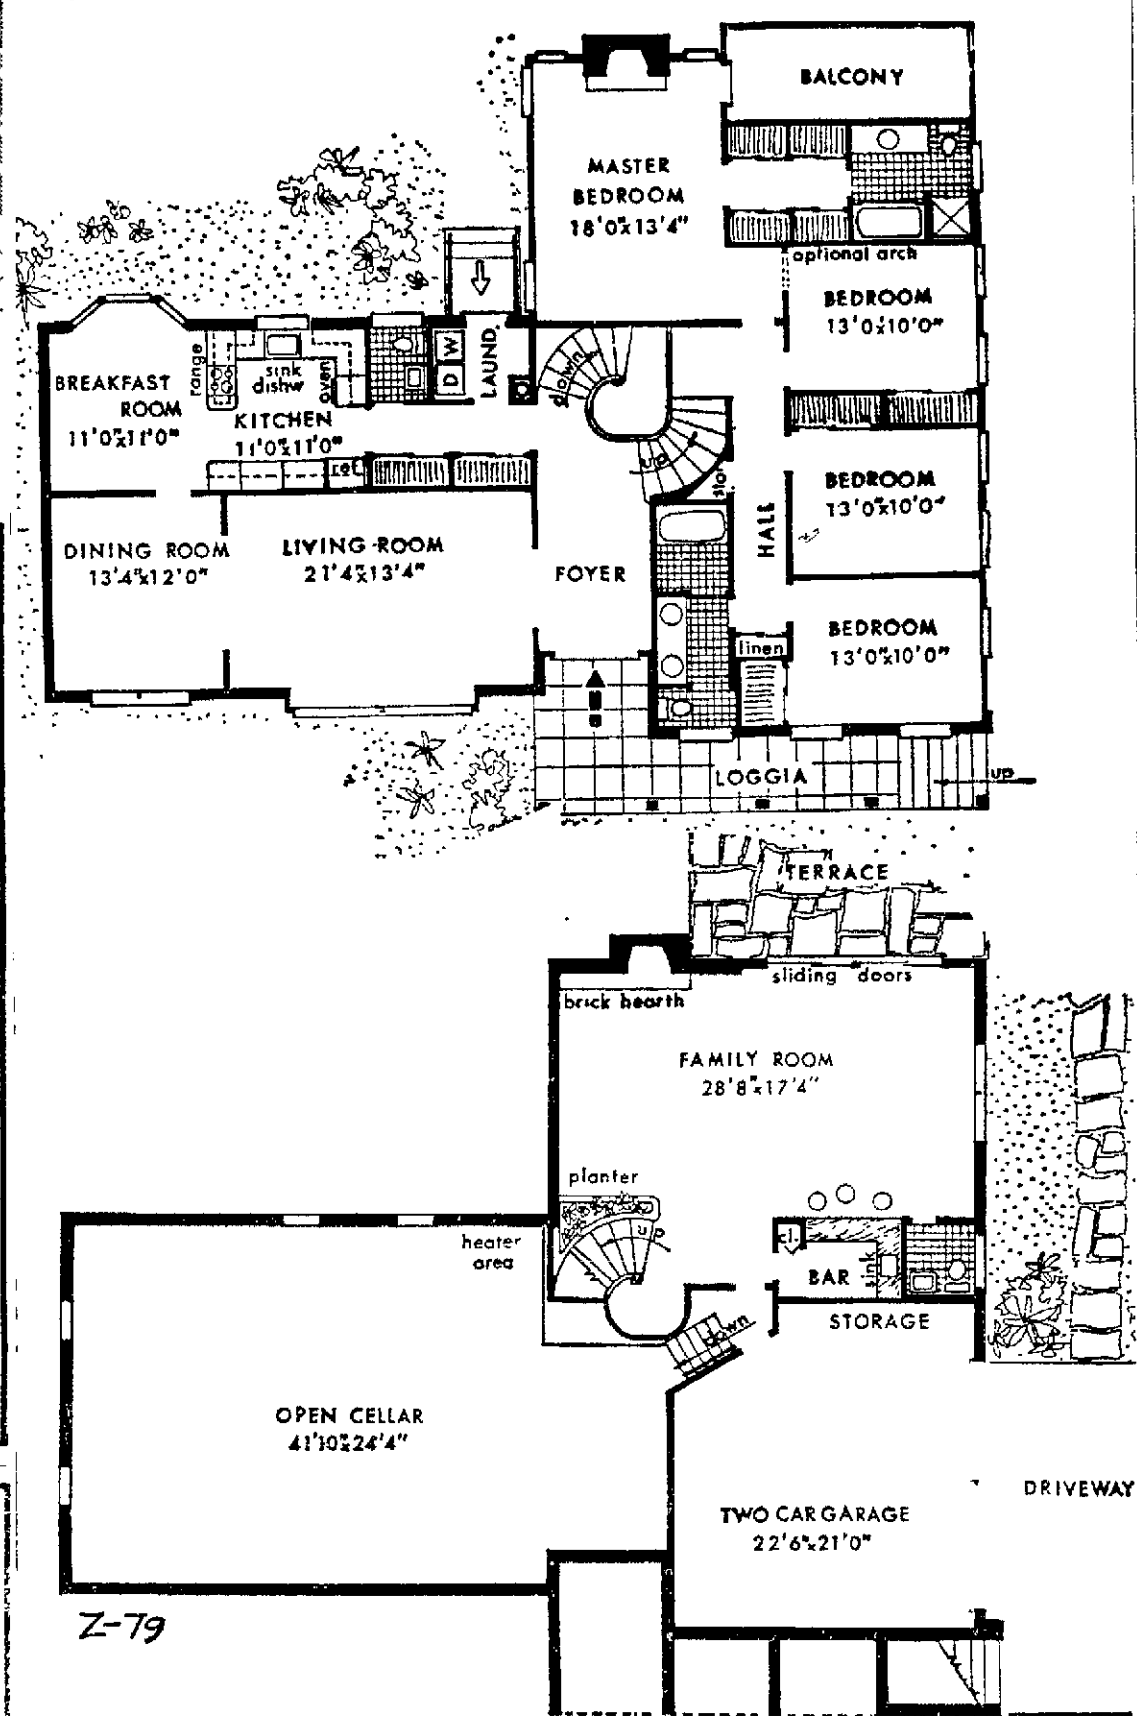 BALCONY
MASTER
BEDROOM
18'0"x13'4"
optional arch
BEDROOM
13'0"x10'0"
down
W
D
LAUND.
range
sink
dishw
oven
BREAKFAST
ROOM
11'0"x11'0"
KITCHEN
11'0"x11'0"
ref.
up
stor
BEDROOM
13'0"x10'0"
HALL
DINING ROOM
13'4"x12'0"
LIVING ROOM
21'4"x13'4"
FOYER
linen
BEDROOM
13'0"x10'0"
LOGGIA
up
TERRACE
sliding doors
brick hearth
FAMILY ROOM
28'8"x17'4"
planter
up
heater
area
cl.
BAR
sink
STORAGE
down
OPEN CELLAR
41'10"x24'4"
DRIVEWAY
TWO CAR GARAGE
22'6"x21'0"
Z-79